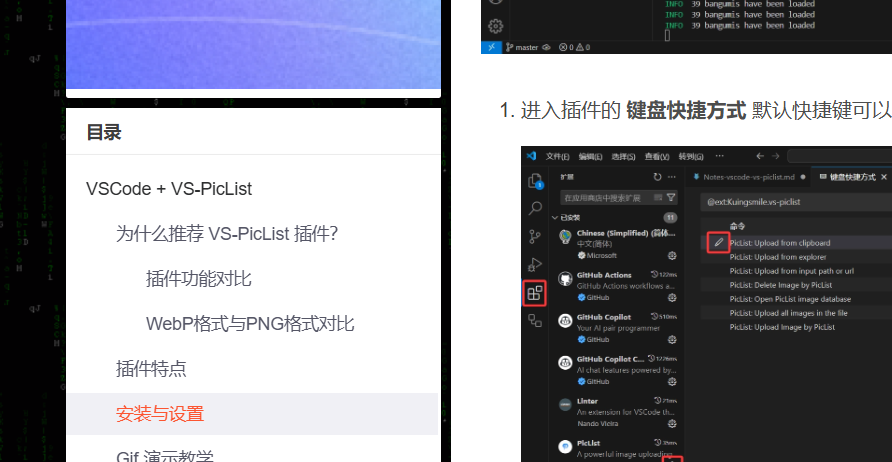 目录
VSCode + VS-PicList
为什么推荐 VS-PicList 插件?
插件功能对比
WebP格式与PNG格式对比
插件特点
安装与设置
Gif 演示教学
INFO 39 bangumis have been loaded
INFO 39 bangumis have been loaded
INFO 39 bangumis have been loaded
master 0 0
1. 进入插件的 键盘快捷方式 默认快捷键可以
文件(F) 编辑(E) 选择(S) 查看(V) 转到(G) ···
扩展
Notes-vscode-vs-piclist.md
键盘快捷方式
在应用商店中搜索扩展
@ext:Kuingsmile.vs-piclist
已安装 11
命令
Chinese (Simplified) (简体...
中文(简体)
Microsoft
PicList: Upload from clipboard
PicList: Upload from explorer
PicList: Upload from input path or url
PicList: Delete Image by PicList
PicList: Open PicList image database
PicList: Upload all images in the file
PicList: Upload Image by PicList
GitHub Actions 122ms
GitHub Actions workflows a...
GitHub
GitHub Copilot 510ms
Your AI pair programmer
GitHub
GitHub Copilot C... 1226ms
AI chat features powered by...
GitHub
Linter 21ms
An extension for VSCode th...
Nando Vieira
PicList 35ms
A powerful image uploading...